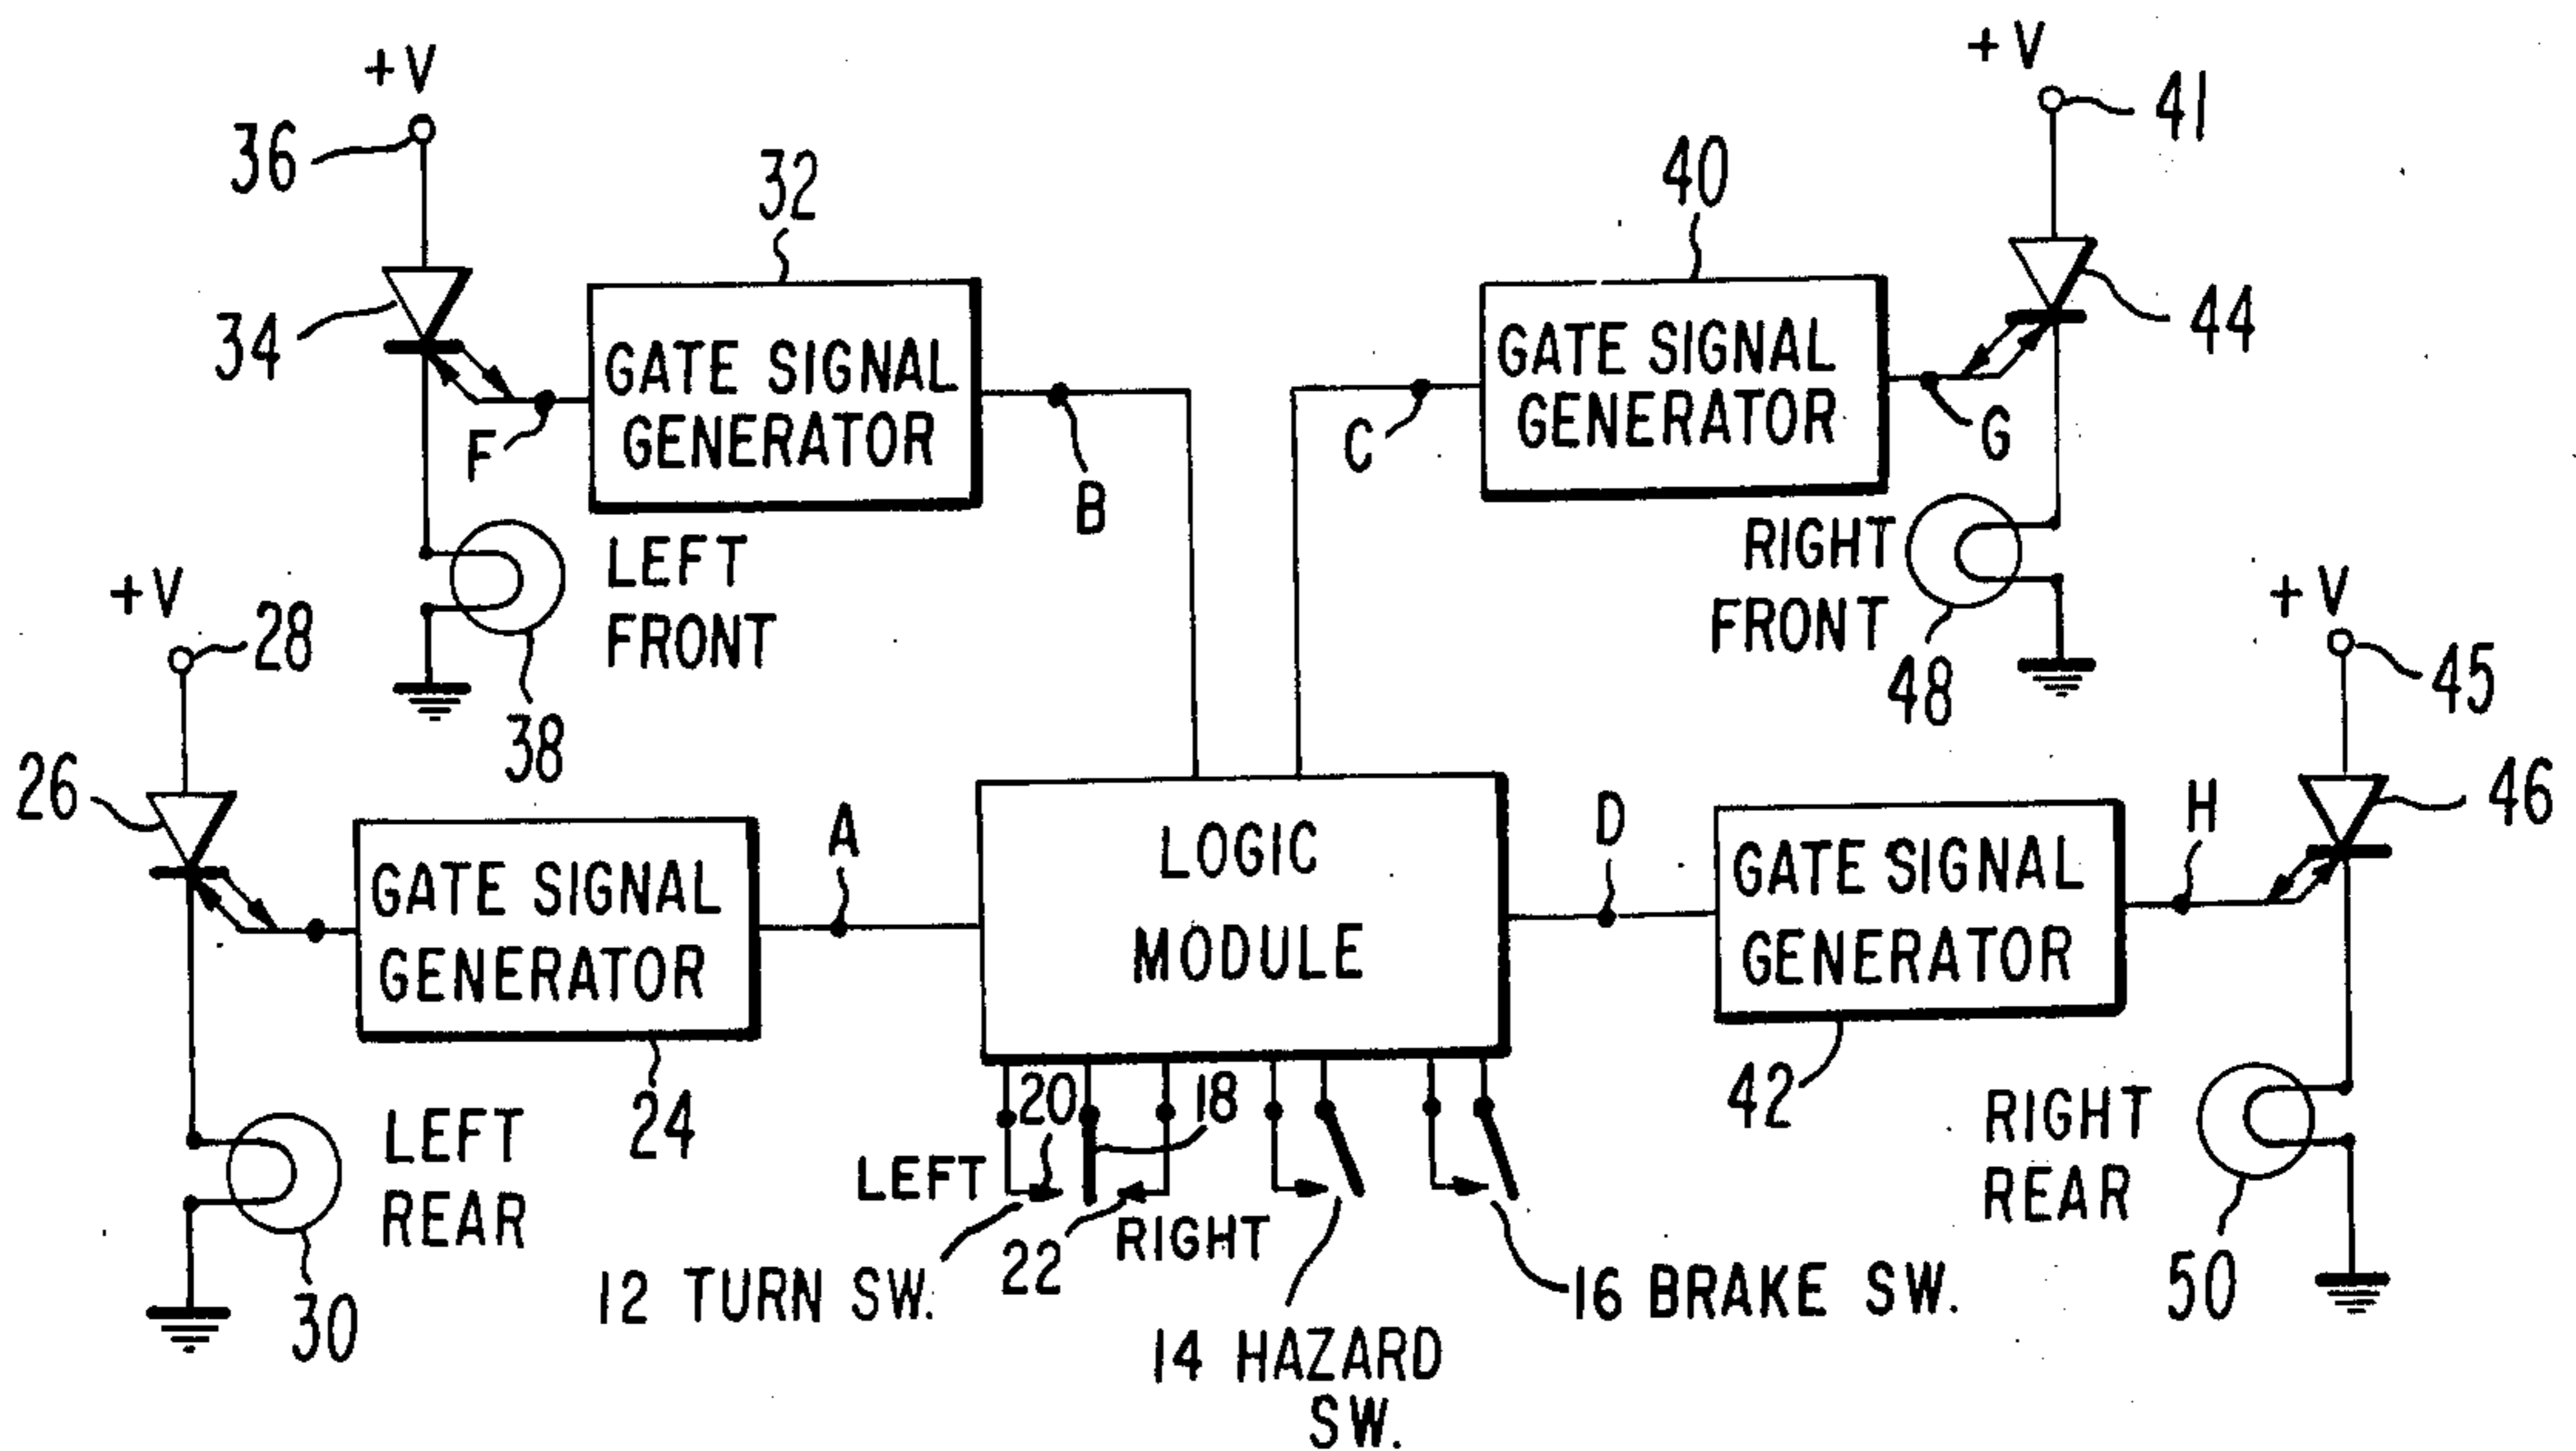 +V
36
34
32
GATE SIGNAL
GENERATOR
F
B
LEFT
FRONT
38
+V
41
40
GATE SIGNAL
GENERATOR
44
C
G
RIGHT
FRONT
48
+V
28
26
GATE SIGNAL
GENERATOR
24
A
LEFT
REAR
30
LOGIC
MODULE
D
GATE SIGNAL
GENERATOR
42
H
+V
45
46
RIGHT
REAR
50
20
18
LEFT
22
RIGHT
12 TURN SW.
14 HAZARD
SW.
16 BRAKE SW.